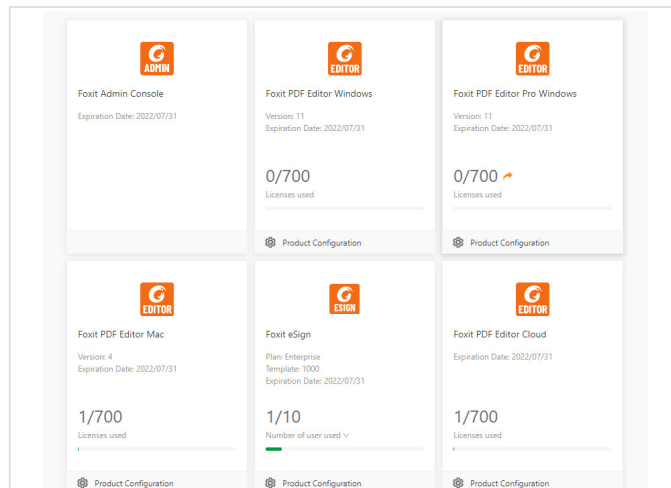 ADMIN
Foxit Admin Console
Expiration Date: 2022/07/31
EDITOR
Foxit PDF Editor Windows
Version: 11
Expiration Date: 2022/07/31
0/700
Licenses used
Product Configuration
EDITOR
Foxit PDF Editor Pro Windows
Version: 11
Expiration Date: 2022/07/31
0/700
Licenses used
Product Configuration
EDITOR
Foxit PDF Editor Mac
Version: 4
Expiration Date: 2022/07/31
1/700
Licenses used
Product Configuration
ESIGN
Foxit eSign
Plan: Enterprise
Template: 1000
Expiration Date: 2022/07/31
1/10
Number of user used
Product Configuration
EDITOR
Foxit PDF Editor Cloud
Expiration Date: 2022/07/31
1/700
Licenses used
Product Configuration